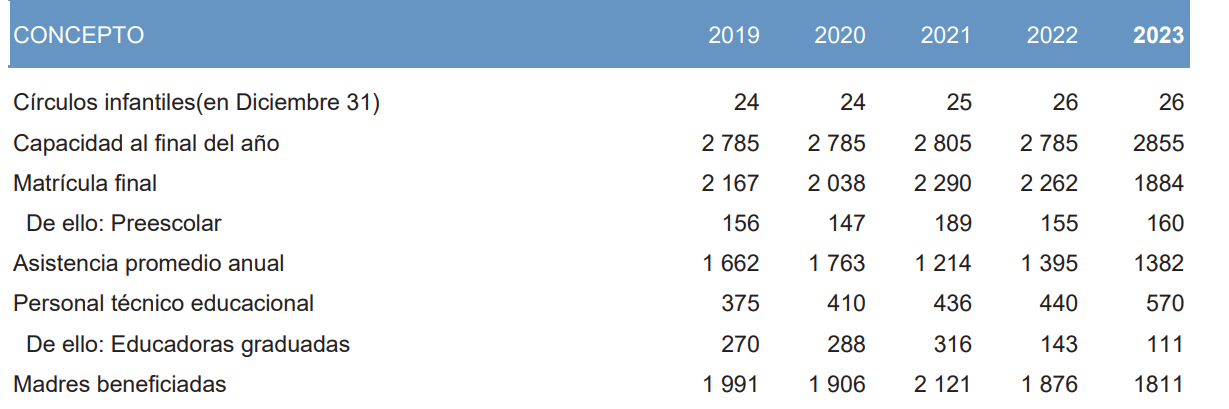 CONCEPTO 2019 2020 2021 2022 2023
Círculos infantiles(en Diciembre 31) 24 24 25 26 26
Capacidad al final del año 2 785 2 785 2 805 2 785 2855
Matrícula final 2 167 2 038 2 290 2 262 1884
De ello: Preescolar 156 147 189 155 160
Asistencia promedio anual 1 662 1 763 1 214 1 395 1382
Personal técnico educacional 375 410 436 440 570
De ello: Educadoras graduadas 270 288 316 143 111
Madres beneficiadas 1 991 1 906 2 121 1 876 1811